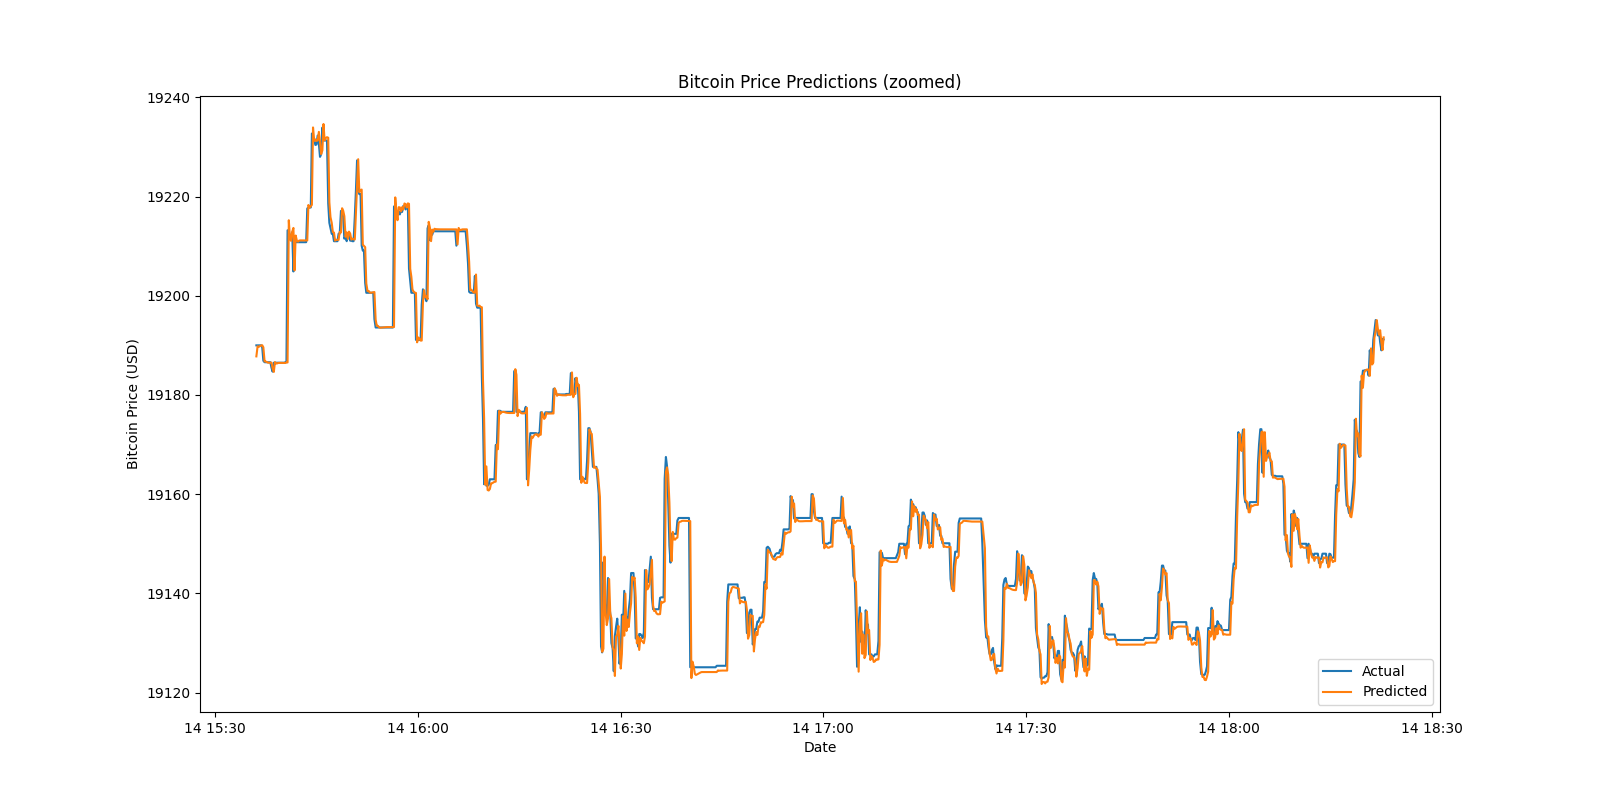 Bitcoin Price Predictions (zoomed)
19240
19220
19200
19180
19160
19140
19120
Bitcoin Price (USD)
14 15:30
14 16:00
14 16:30
14 17:00
14 17:30
14 18:00
14 18:30
Date
Actual
Predicted